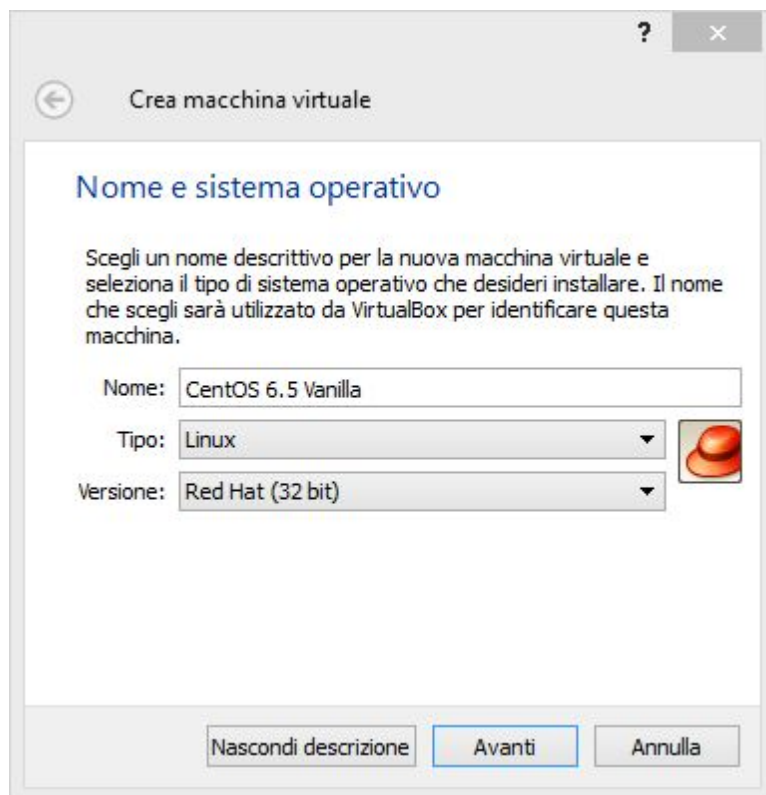 ?
Crea macchina virtuale
Nome e sistema operativo
Scegli un nome descrittivo per la nuova macchina virtuale e
seleziona il tipo di sistema operativo che desideri installare. Il nome
che scegli sarà utilizzato da VirtualBox per identificare questa
macchina.
Nome: CentOS 6.5 Vanilla
Tipo: Linux
Versione: Red Hat (32 bit)
Nascondi descrizione Avanti Annulla